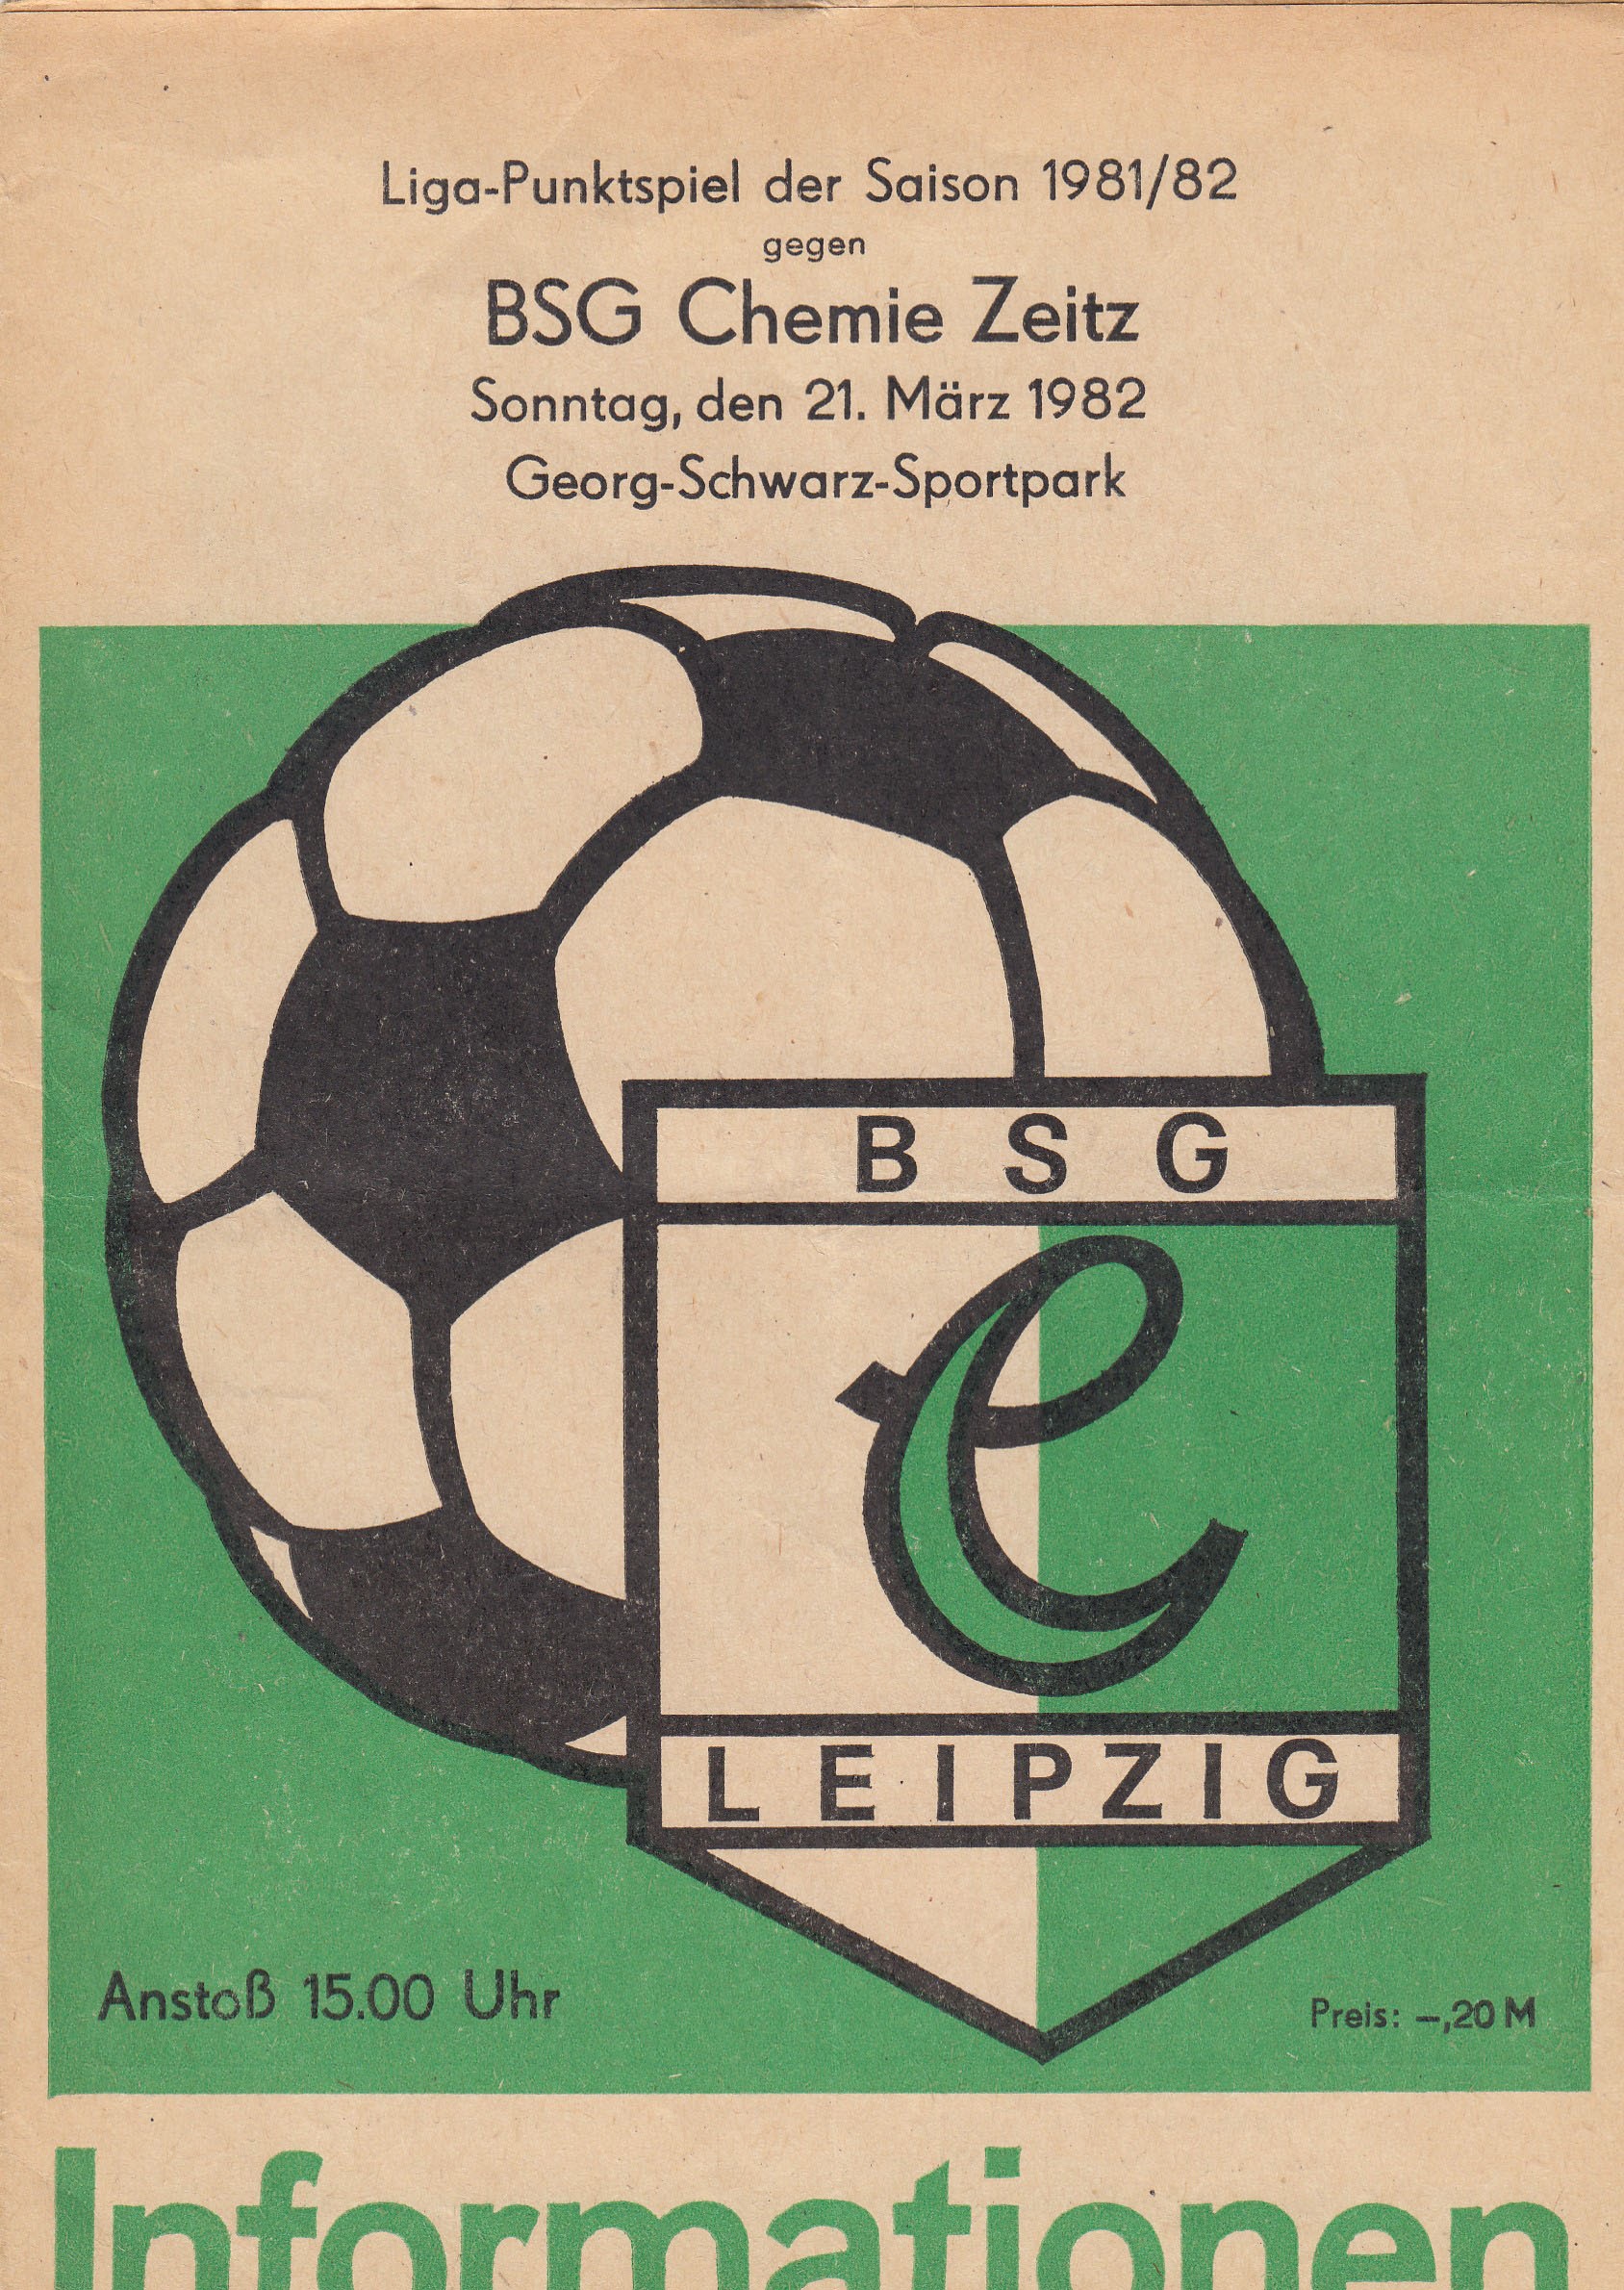 Liga-Punktspiel der Saison 1981/82
gegen
BSG Chemie Zeitz
Sonntag, den 21. März 1982
Georg-Schwarz-Sportpark
BSG
C
LEIPZIG
Anstoß 15.00 Uhr
Preis: –,20 M
Informationen